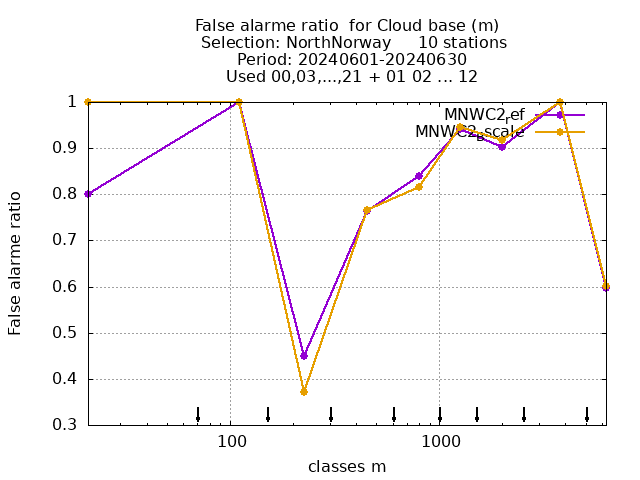 False alarme ratio  for Cloud base (m)
Selection: NorthNorway     10 stations
Period: 20240601-20240630
Used 00,03,...,21 + 01 02 ... 12
MNWC2ref
MNWC2scale
1
0.9
0.8
0.7
0.6
0.5
0.4
0.3
False alarme ratio
100
1000
classes m